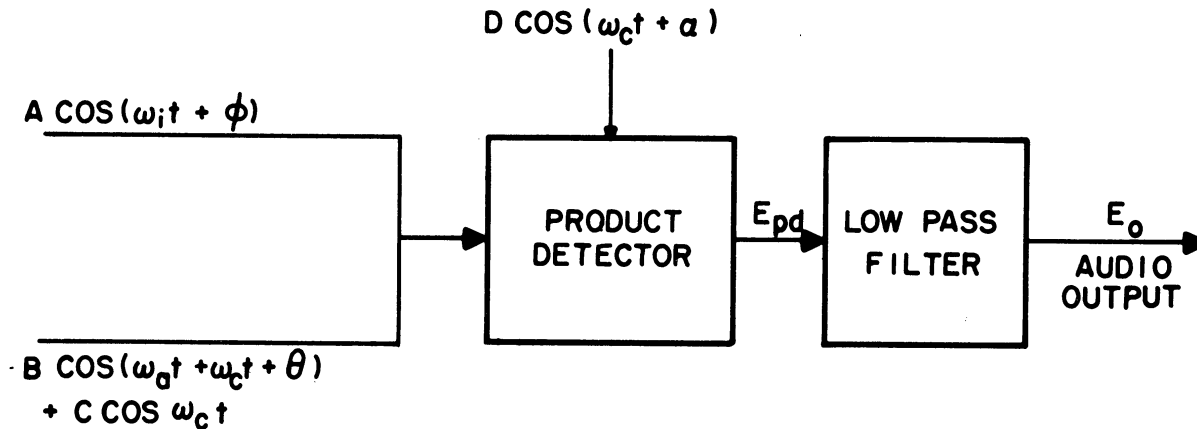 D COS(ω_c t + α)
A COS(ω_i t + ϕ)
PRODUCT
DETECTOR
E_pd
LOW PASS
FILTER
E_o
AUDIO
OUTPUT
B COS(ω_a t + ω_c t + θ)
+ C COS ω_c t